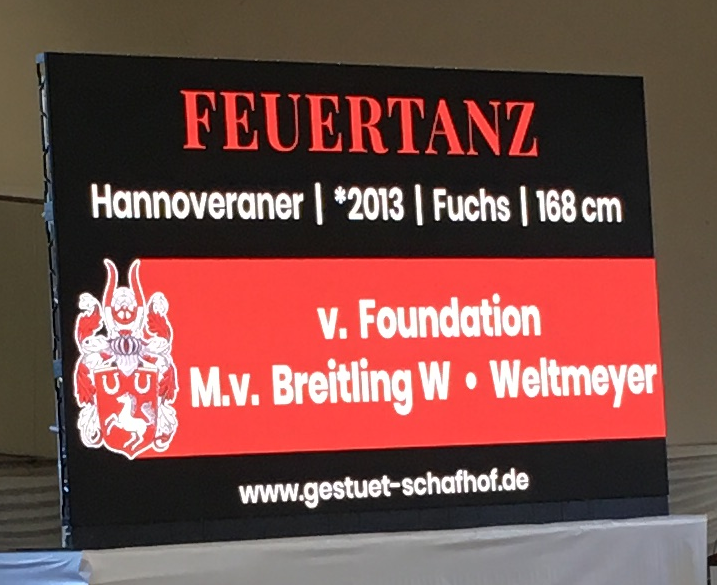 FEUERTANZ
Hannoveraner | *2013 | Fuchs | 168 cm
v. Foundation
M.v. Breitling W • Weltmeyer
www.gestuet-schafhof.de